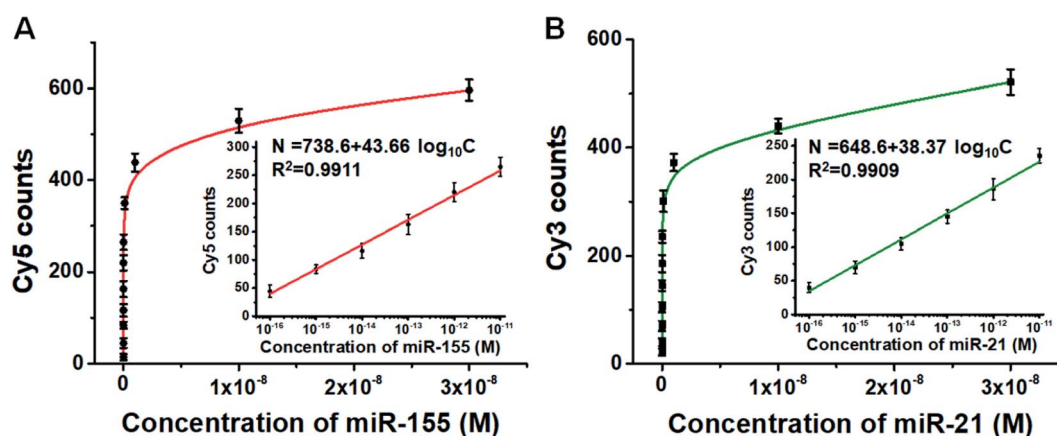 A
Cy5 counts
600
400
200
0
N =738.6+43.66 log₁₀C
R²=0.9911
Cy5 counts
300
250
200
150
100
50
0
10⁻¹⁶ 10⁻¹⁵ 10⁻¹⁴ 10⁻¹³ 10⁻¹² 10⁻¹¹
Concentration of miR-155 (M)
0 1x10⁻⁸ 2x10⁻⁸ 3x10⁻⁸
Concentration of miR-155 (M)
B
Cy3 counts
600
400
200
0
N =648.6+38.37 log₁₀C
R²=0.9909
Cy3 counts
250
200
150
100
50
0
10⁻¹⁶ 10⁻¹⁵ 10⁻¹⁴ 10⁻¹³ 10⁻¹² 10⁻¹¹
Concentration of miR-21 (M)
0 1x10⁻⁸ 2x10⁻⁸ 3x10⁻⁸
Concentration of miR-21 (M)